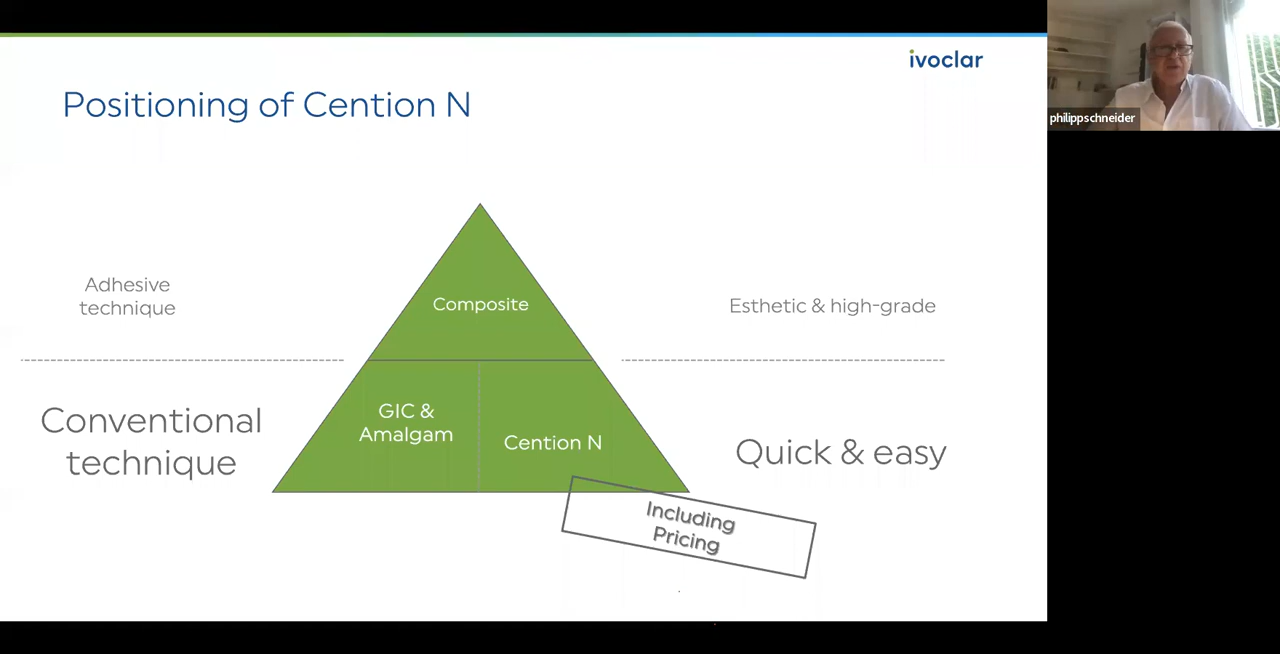 ivoclar
philippschneider
Positioning of Cention N
Adhesive
technique
Composite
Esthetic & high-grade
Conventional
technique
GIC &
Amalgam
Cention N
Quick & easy
Including
Pricing